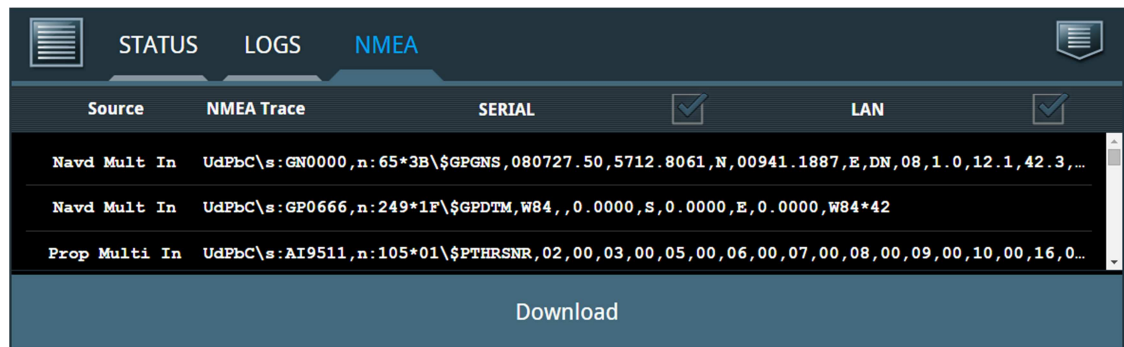 STATUS LOGS NMEA
Source NMEA Trace SERIAL LAN
Navd Mult In UdPbC\s:GN0000,n:65*3B\$GPGNS,080727.50,5712.8061,N,00941.1887,E,DN,08,1.0,12.1,42.3,…
Navd Mult In UdPbC\s:GP0666,n:249*1F\$GPDTM,W84,,0.0000,S,0.0000,E,0.0000,W84*42
Prop Multi In UdPbC\s:AI9511,n:105*01\$PTHRSNR,02,00,03,00,05,00,06,00,07,00,08,00,09,00,10,00,16,0…
Download